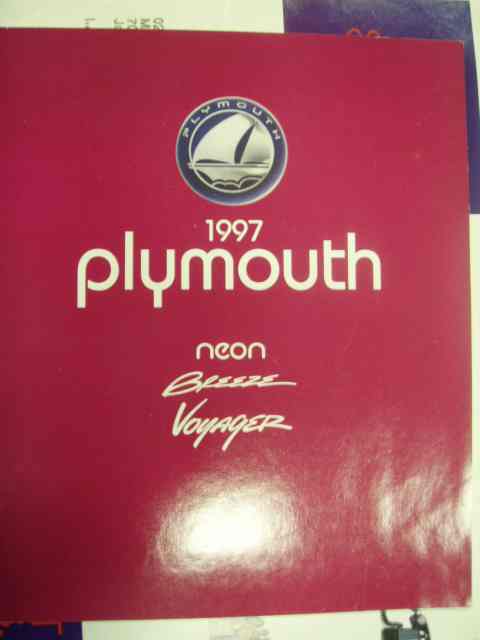 PLYMOUTH
1997
plymouth
neon
Breeze
Voyager